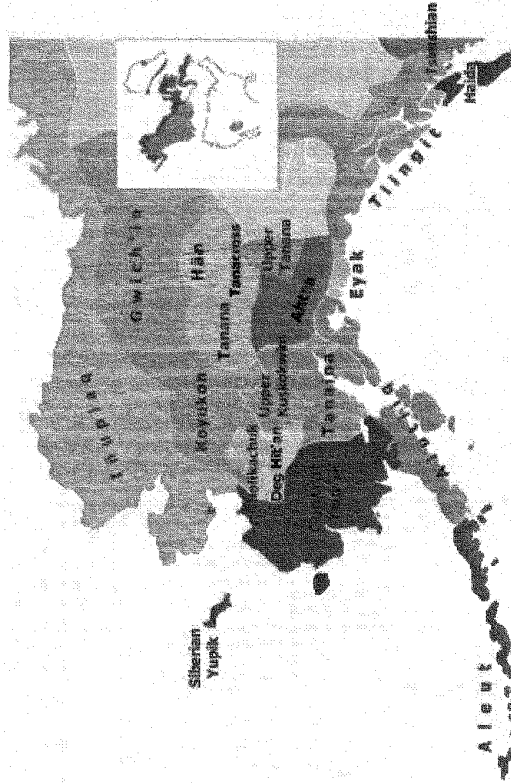 Inupiaq
Gwich'in
Hän
Koyukon
Tanana
Tanacross
Upper
Tanana
Holikachuk
Deg Hit'an
Upper
Kuskokwim
Ahtna
Tanaina
Eyak
Tlingit
Tsimshian
Haida
Alutiiq
Siberian
Yupik
Aleut